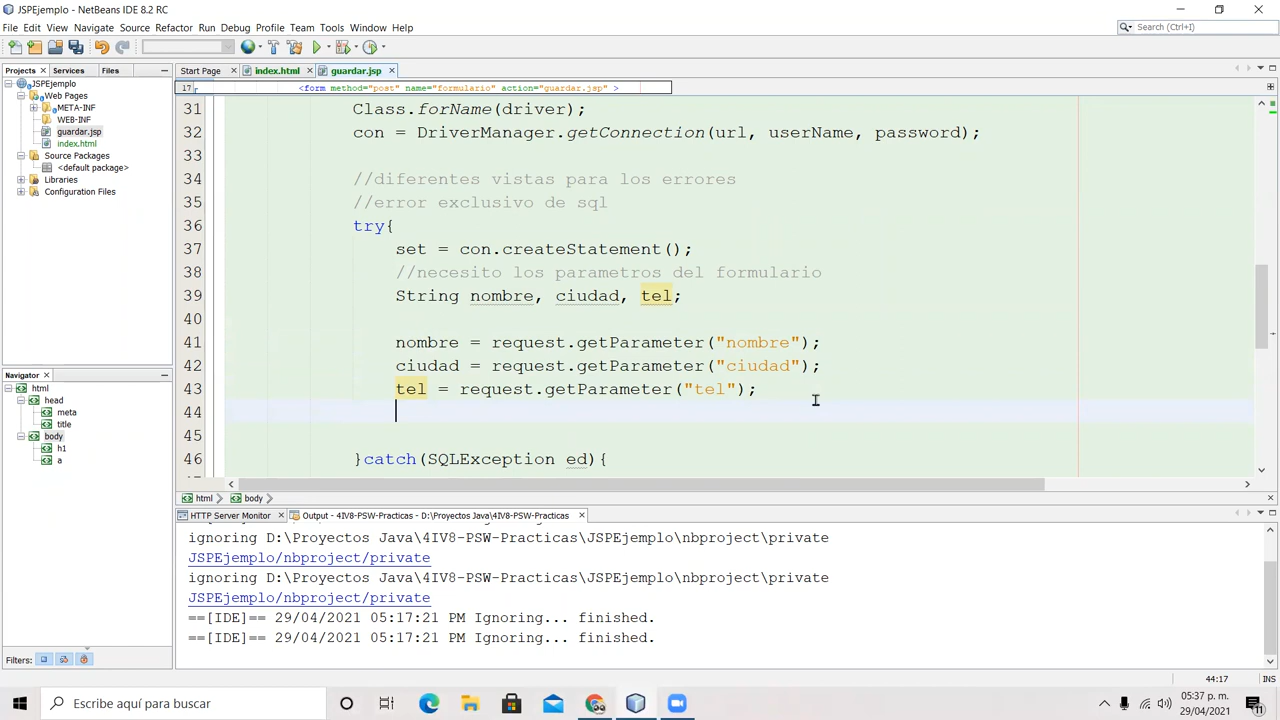 JSPEjemplo - NetBeans IDE 8.2 RC
File Edit View Navigate Source Refactor Run Debug Profile Team Tools Window Help
Search (Ctrl+I)
Projects Services Files
Start Page index.html guardar.jsp
JSPEjemplo
Web Pages
META-INF
WEB-INF
guardar.jsp
index.html
Source Packages
<default package>
Libraries
Configuration Files
17 <form method="post" name="formulario" action="guardar.jsp" >
31 Class.forName(driver);
32 con = DriverManager.getConnection(url, userName, password);
33
34 //diferentes vistas para los errores
35 //error exclusivo de sql
36 try{
37 set = con.createStatement();
38 //necesito los parametros del formulario
39 String nombre, ciudad, tel;
40
41 nombre = request.getParameter("nombre");
42 ciudad = request.getParameter("ciudad");
43 tel = request.getParameter("tel");
44
45
46 }catch(SQLException ed){
Navigator
html
head
meta
title
body
h1
a
Filters:
html body
HTTP Server Monitor Output - 4IV8-PSW-Practicas - D:\Proyectos Java\4IV8-PSW-Practicas
ignoring D:\Proyectos Java\4IV8-PSW-Practicas\JSPEjemplo\nbproject\private
JSPEjemplo/nbproject/private
ignoring D:\Proyectos Java\4IV8-PSW-Practicas\JSPEjemplo\nbproject\private
JSPEjemplo/nbproject/private
==[IDE]== 29/04/2021 05:17:21 PM Ignoring... finished.
==[IDE]== 29/04/2021 05:17:21 PM Ignoring... finished.
44:17 INS
Escribe aquí para buscar
05:37 p. m.
29/04/2021
11